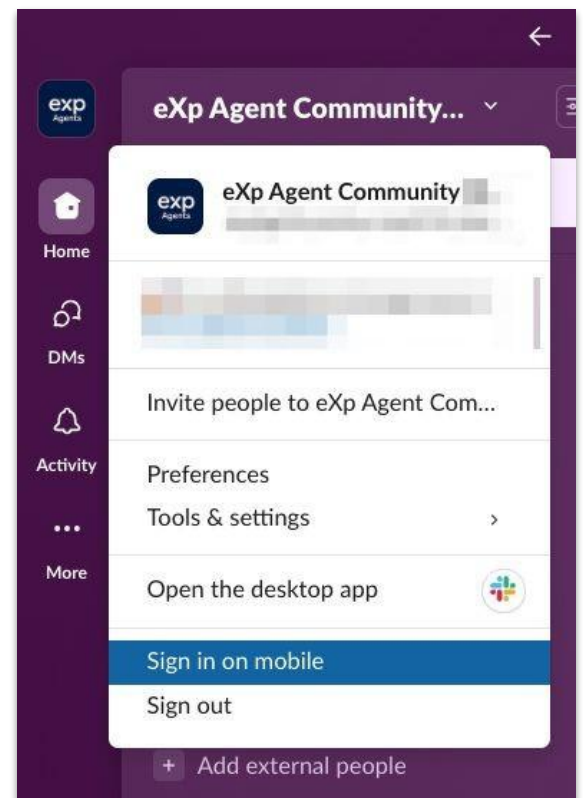 exp
Agents
eXp Agent Community...
exp
Agents
eXp Agent Community
Home
DMs
Invite people to eXp Agent Com...
Activity
Preferences
Tools & settings
More
Open the desktop app
Sign in on mobile
Sign out
+ Add external people